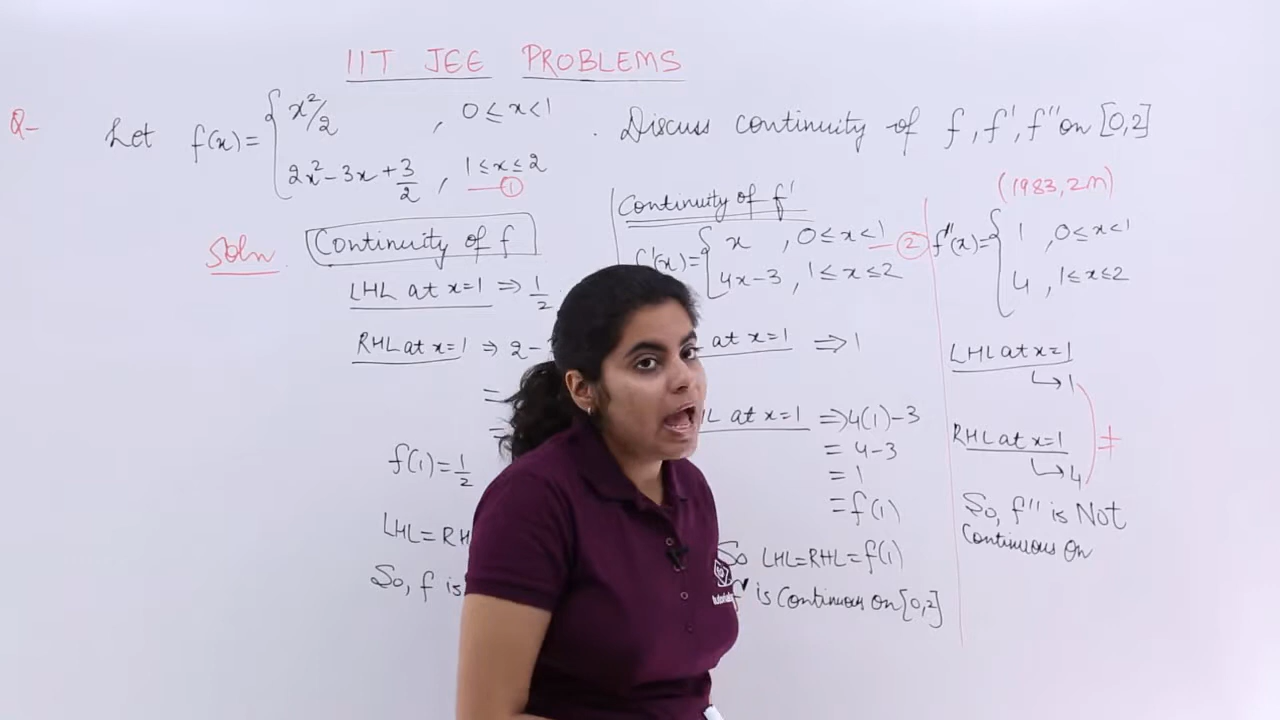 IIT JEE PROBLEMS
Q- Let f(x) = { x²/2 , 0 ≤ x < 1 . Discuss continuity of f, f', f" on [0,2]
2x² - 3x + 3/2 , 1 ≤ x ≤ 2 ①
(1983, 2m)
Soln
Continuity of f
LHL at x=1 ⇒ 1/2
RHL at x=1 ⇒ 2 -
=
=
f(1) = 1/2
LHL = RH
So, f is
Continuity of f'
f'(x) = { x , 0 ≤ x < 1 ②
4x-3 , 1 ≤ x ≤ 2
at x=1 ⇒ 1
L at x=1 ⇒ 4(1)-3
= 4-3
= 1
= f(1)
So LHL=RHL=f(1)
f' is Continuous on [0,2]
f"(x) = { 1 , 0 ≤ x < 1
4 , 1 ≤ x ≤ 2
LHL at x=1
↳ 1
≠
RHL at x=1
↳ 4
So, f" is Not
Continuous on